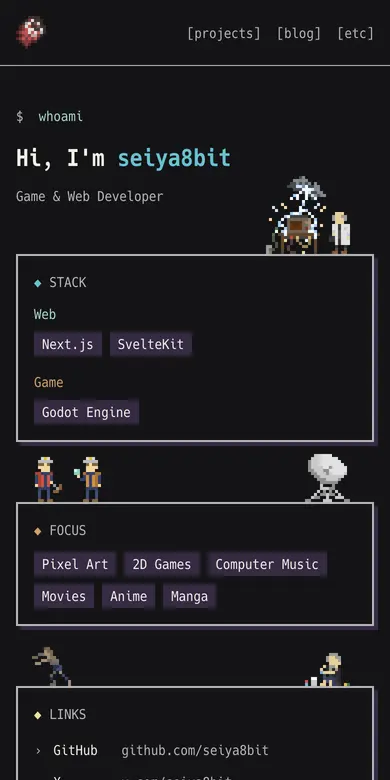 [projects] [blog] [etc]
$ whoami
Hi, I'm seiya8bit
Game & Web Developer
◆ STACK
Web
Next.js SvelteKit
Game
Godot Engine
◆ FOCUS
Pixel Art 2D Games Computer Music
Movies Anime Manga
◆ LINKS
› GitHub github.com/seiya8bit